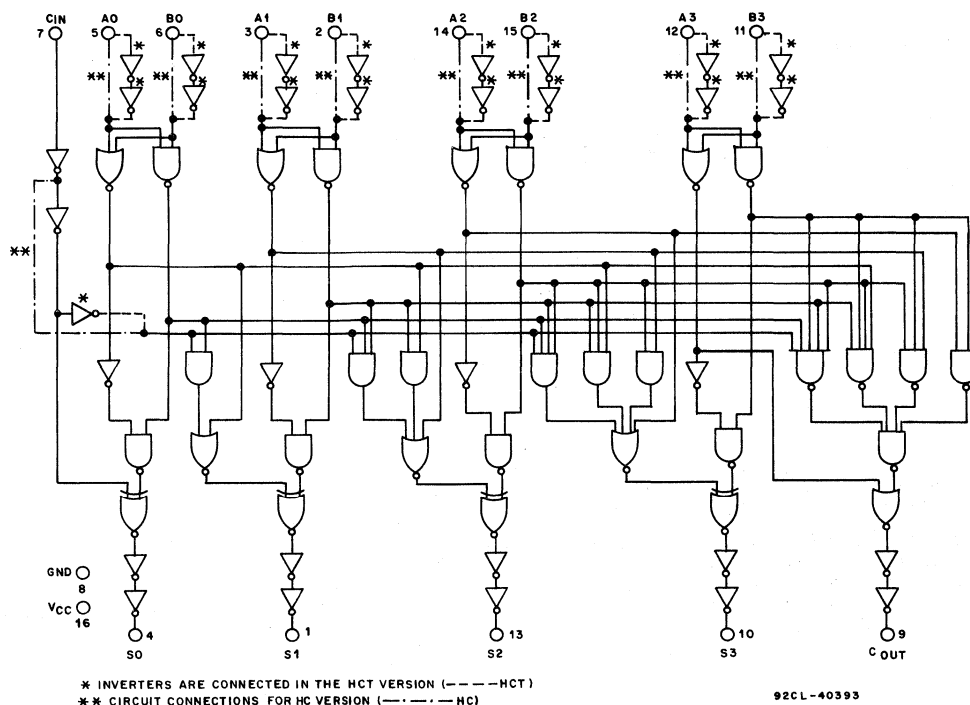 CIN A0 B0 A1 B1 A2 B2 A3 B3
7 5 6 3 2 14 15 12 11
* * * * * * * *
** ** ** ** ** ** ** **
* * * * * * * *
**
*
GND
8
VCC
16
4 1 13 10 9
S0 S1 S2 S3 COUT
* INVERTERS ARE CONNECTED IN THE HCT VERSION (----HCT)
** CIRCUIT CONNECTIONS FOR HC VERSION (—·—·—HC)
92CL-40393